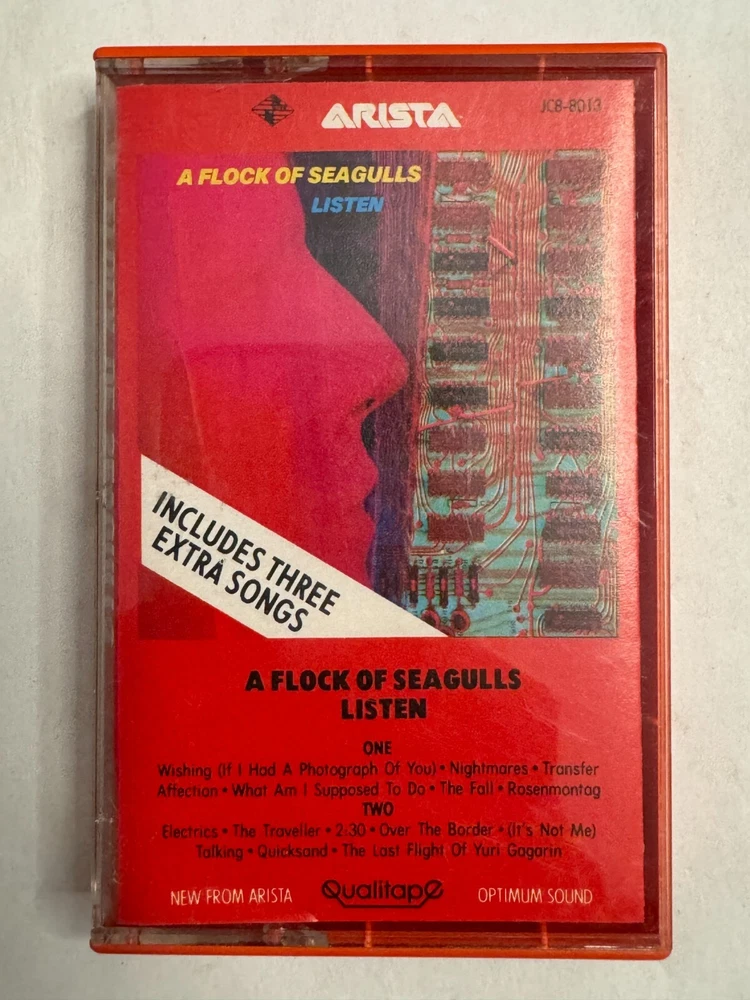 ARISTA
JC8-8013
A FLOCK OF SEAGULLS
LISTEN
INCLUDES THREE
EXTRA SONGS
A FLOCK OF SEAGULLS
LISTEN
ONE
Wishing (If I Had A Photograph Of You) • Nightmares • Transfer
Affection • What Am I Supposed To Do • The Fall • Rosenmontag
TWO
Electrics • The Traveller • 2:30 • Over The Border • (It's Not Me)
Talking • Quicksand • The Last Flight Of Yuri Gagarin
NEW FROM ARISTA Qualitape OPTIMUM SOUND